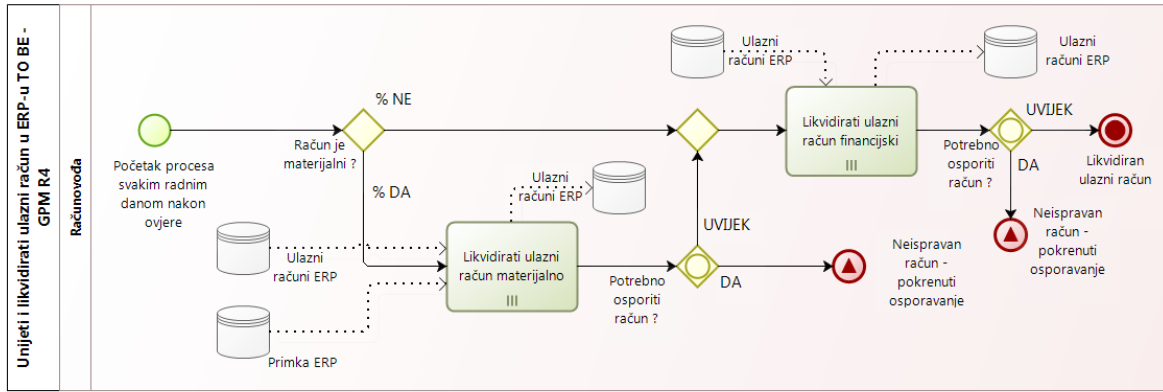 Unijeti i likvidirati ulazni račun u ERP-u TO BE -
GPM R4
Računovođa
Početak procesa
svakim radnim
danom nakon
ovjere
% NE
Račun je
materijalni ?
% DA
Ulazni
računi ERP
Primka ERP
Ulazni
računi ERP
Likvidirati ulazni
račun materijalno
Potrebno
osporiti
račun ?
UVIJEK
DA
Neispravan
račun -
pokrenuti
osporavanje
Ulazni
računi ERP
Likvidirati ulazni
račun financijski
Ulazni
računi ERP
Potrebno
osporiti
račun ?
UVIJEK
DA
Likvidiran
ulazni račun
Neispravan
račun -
pokrenuti
osporavanje